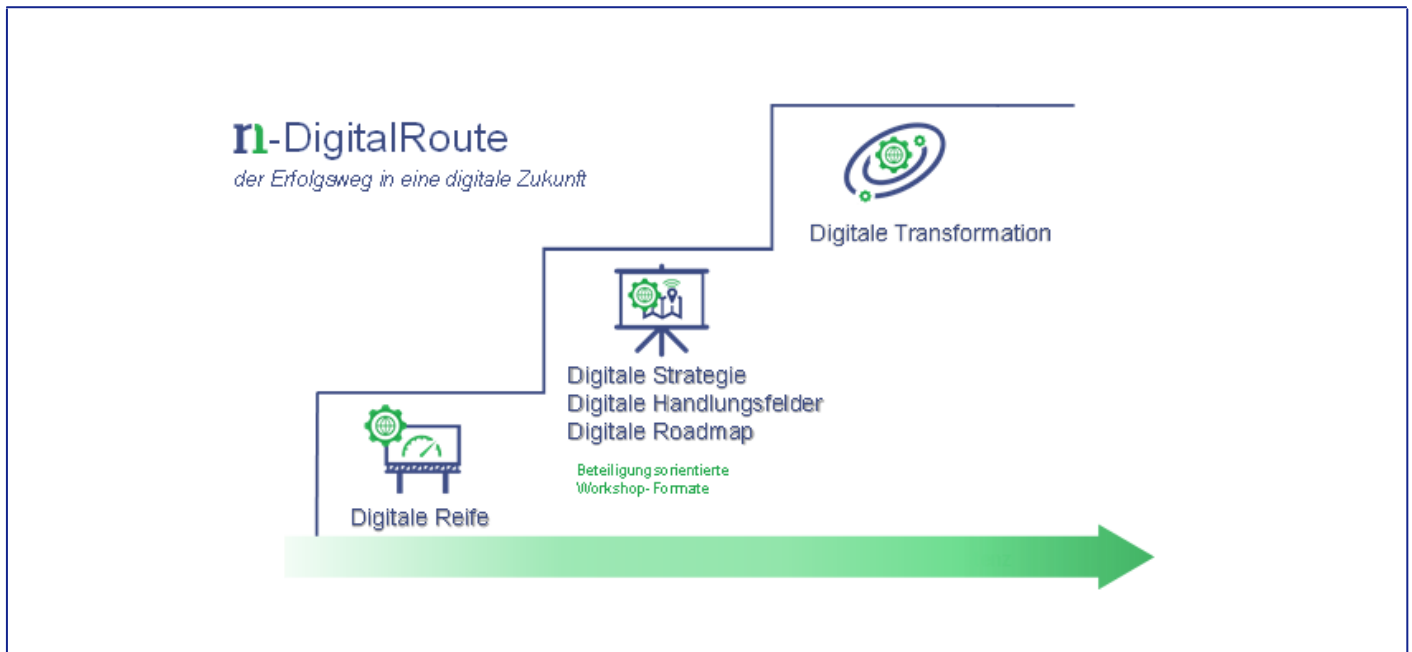 n-DigitalRoute
der Erfolgsweg in eine digitale Zukunft
Digitale Transformation
Digitale Strategie
Digitale Handlungsfelder
Digitale Roadmap
Beteiligungsorientierte
Workshop-Formate
Digitale Reife